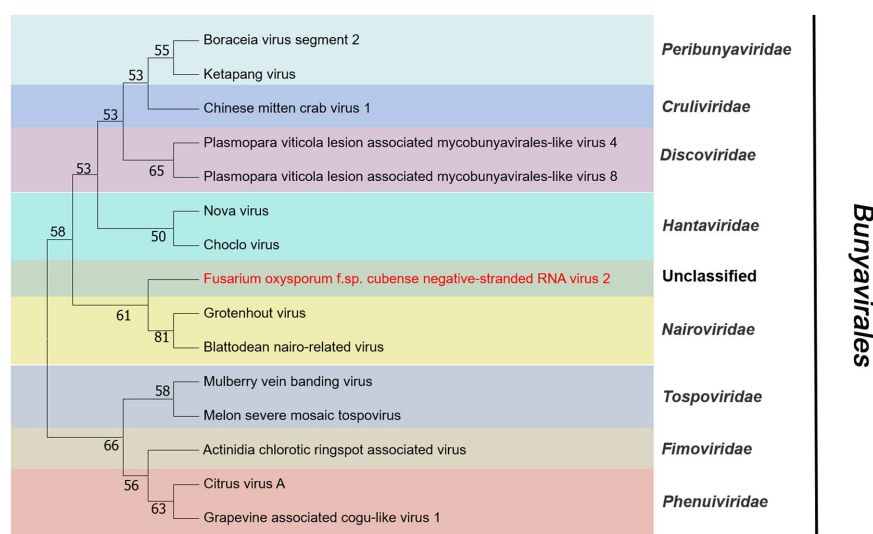 Boraceia virus segment 2
55
Peribunyaviridae
Ketapang virus
53
Chinese mitten crab virus 1
Cruliviridae
53
Plasmopara viticola lesion associated mycobunyavirales-like virus 4
Discoviridae
53
65
Plasmopara viticola lesion associated mycobunyavirales-like virus 8
Nova virus
Hantaviridae
58
50
Choclo virus
Fusarium oxysporum f.sp. cubense negative-stranded RNA virus 2
Unclassified
61
Grotenhout virus
Nairoviridae
81
Blattodean nairo-related virus
Mulberry vein banding virus
58
Tospoviridae
Melon severe mosaic tospovirus
66
Actinidia chlorotic ringspot associated virus
Fimoviridae
56
Citrus virus A
Phenuiviridae
63
Grapevine associated cogu-like virus 1
Bunyavirales